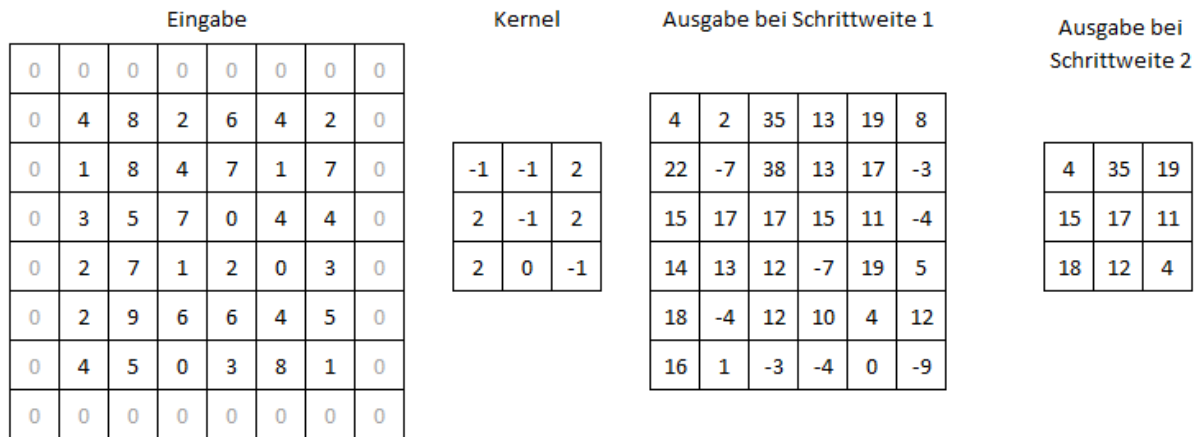 Eingabe
0 0 0 0 0 0 0 0
0 4 8 2 6 4 2 0
0 1 8 4 7 1 7 0
0 3 5 7 0 4 4 0
0 2 7 1 2 0 3 0
0 2 9 6 6 4 5 0
0 4 5 0 3 8 1 0
0 0 0 0 0 0 0 0
Kernel
-1 -1 2
2 -1 2
2 0 -1
Ausgabe bei Schrittweite 1
4 2 35 13 19 8
22 -7 38 13 17 -3
15 17 17 15 11 -4
14 13 12 -7 19 5
18 -4 12 10 4 12
16 1 -3 -4 0 -9
Ausgabe bei
Schrittweite 2
4 35 19
15 17 11
18 12 4